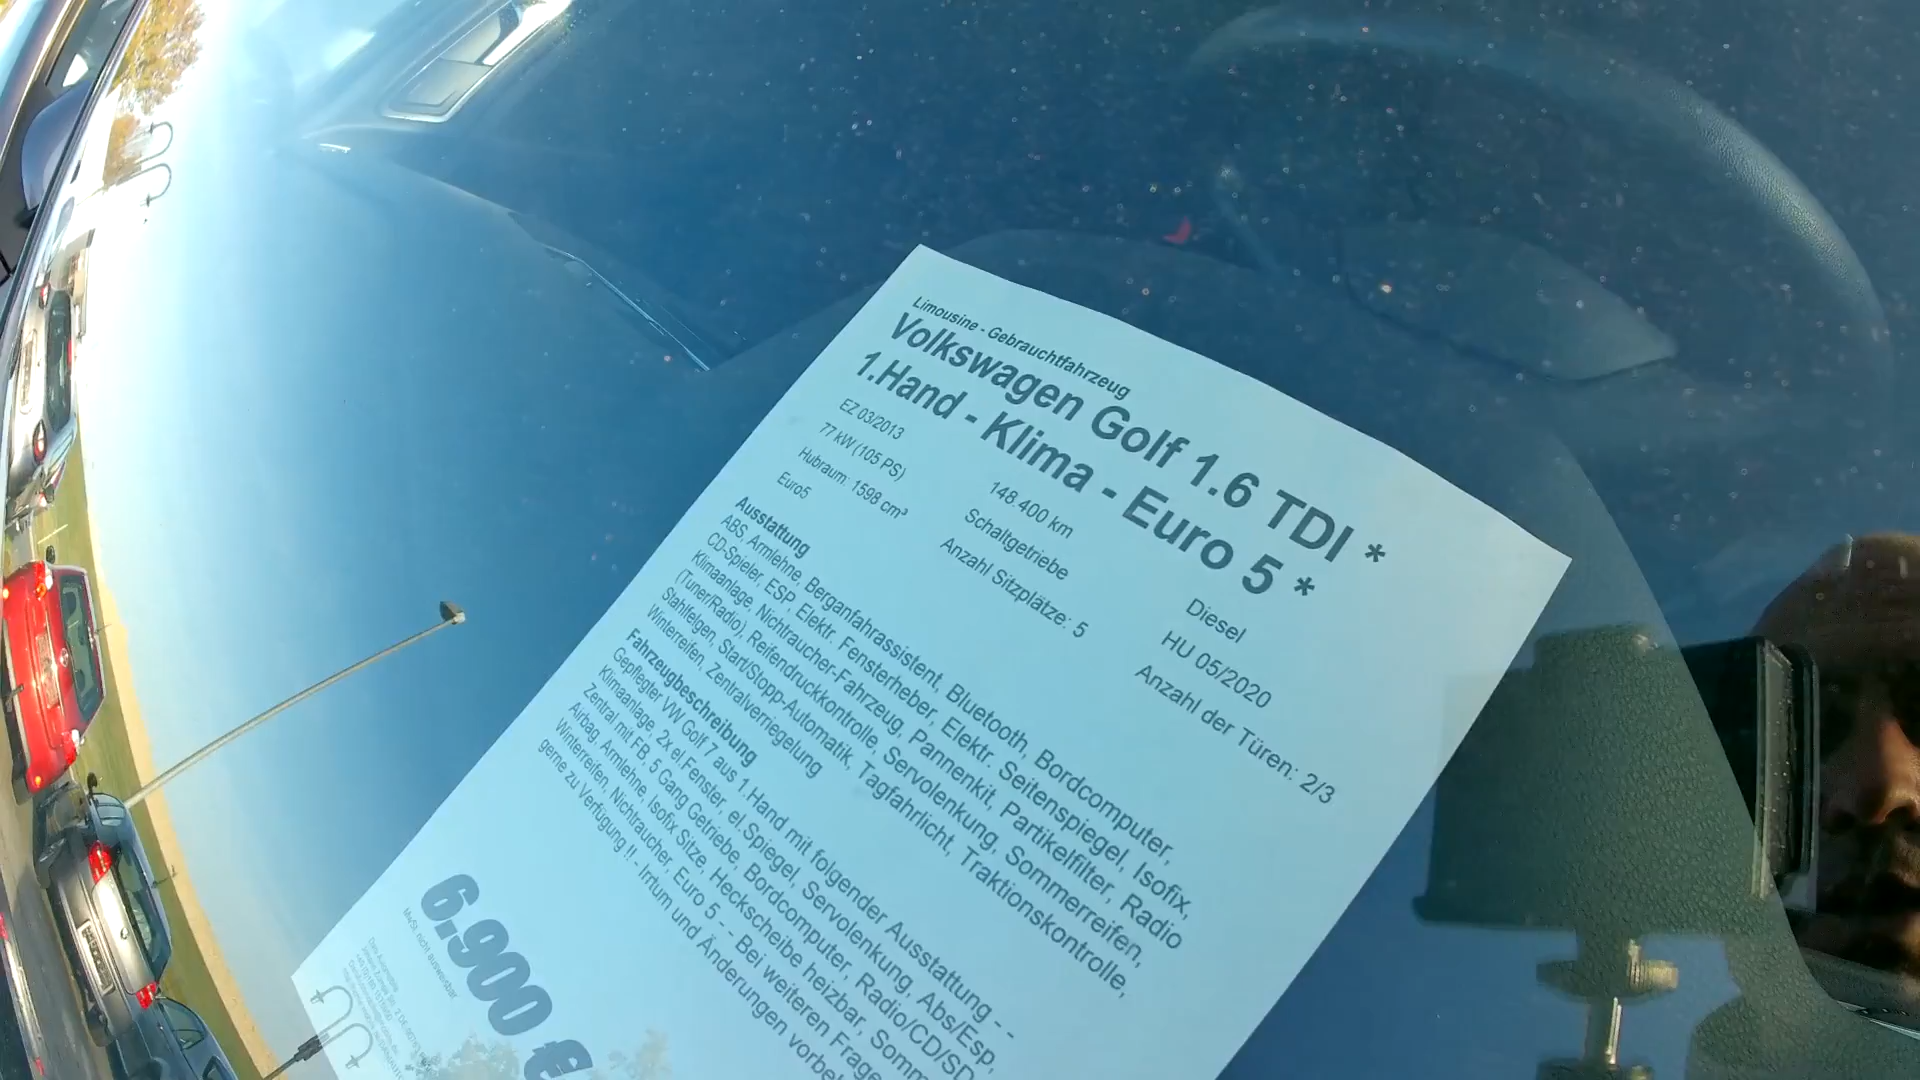 Limousine - Gebrauchtfahrzeug
Volkswagen Golf 1.6 TDI *
1.Hand - Klima - Euro 5 *
EZ 03/2013
148.400 km
Diesel
77 kW (105 PS)
Schaltgetriebe
HU 05/2020
Hubraum: 1598 cm³
Anzahl Sitzplätze: 5
Anzahl der Türen: 2/3
Euro5
Ausstattung
ABS, Armlehne, Berganfahrassistent, Bluetooth, Bordcomputer,
CD-Spieler, ESP, Elektr. Fensterheber, Elektr. Seitenspiegel, Isofix,
Klimaanlage, Nichtraucher-Fahrzeug, Pannenkit, Partikelfilter, Radio
(Tuner/Radio), Reifendruckkontrolle, Servolenkung, Sommerreifen,
Stahlfelgen, Start/Stopp-Automatik, Tagfahrlicht, Traktionskontrolle,
Winterreifen, Zentralverriegelung
Fahrzeugbeschreibung
Gepflegter VW Golf 7 aus 1.Hand mit folgender Ausstattung - -
Klimaanlage, 2x el.Fenster, el.Spiegel, Servolenkung, Abs/Esp,
Zentral mit FB, 5 Gang Getriebe, Bordcomputer, Radio/CD/SD
Airbag, Armlehne, Isofix Sitze, Heckscheibe heizbar, Somm
Winterreifen, Nichtraucher, Euro 5 - - Bei weiteren Frage
gerne zu Verfügung !! - Irrtum und Änderungen vorbe
6.900 €
MwSt. nicht ausweisbar